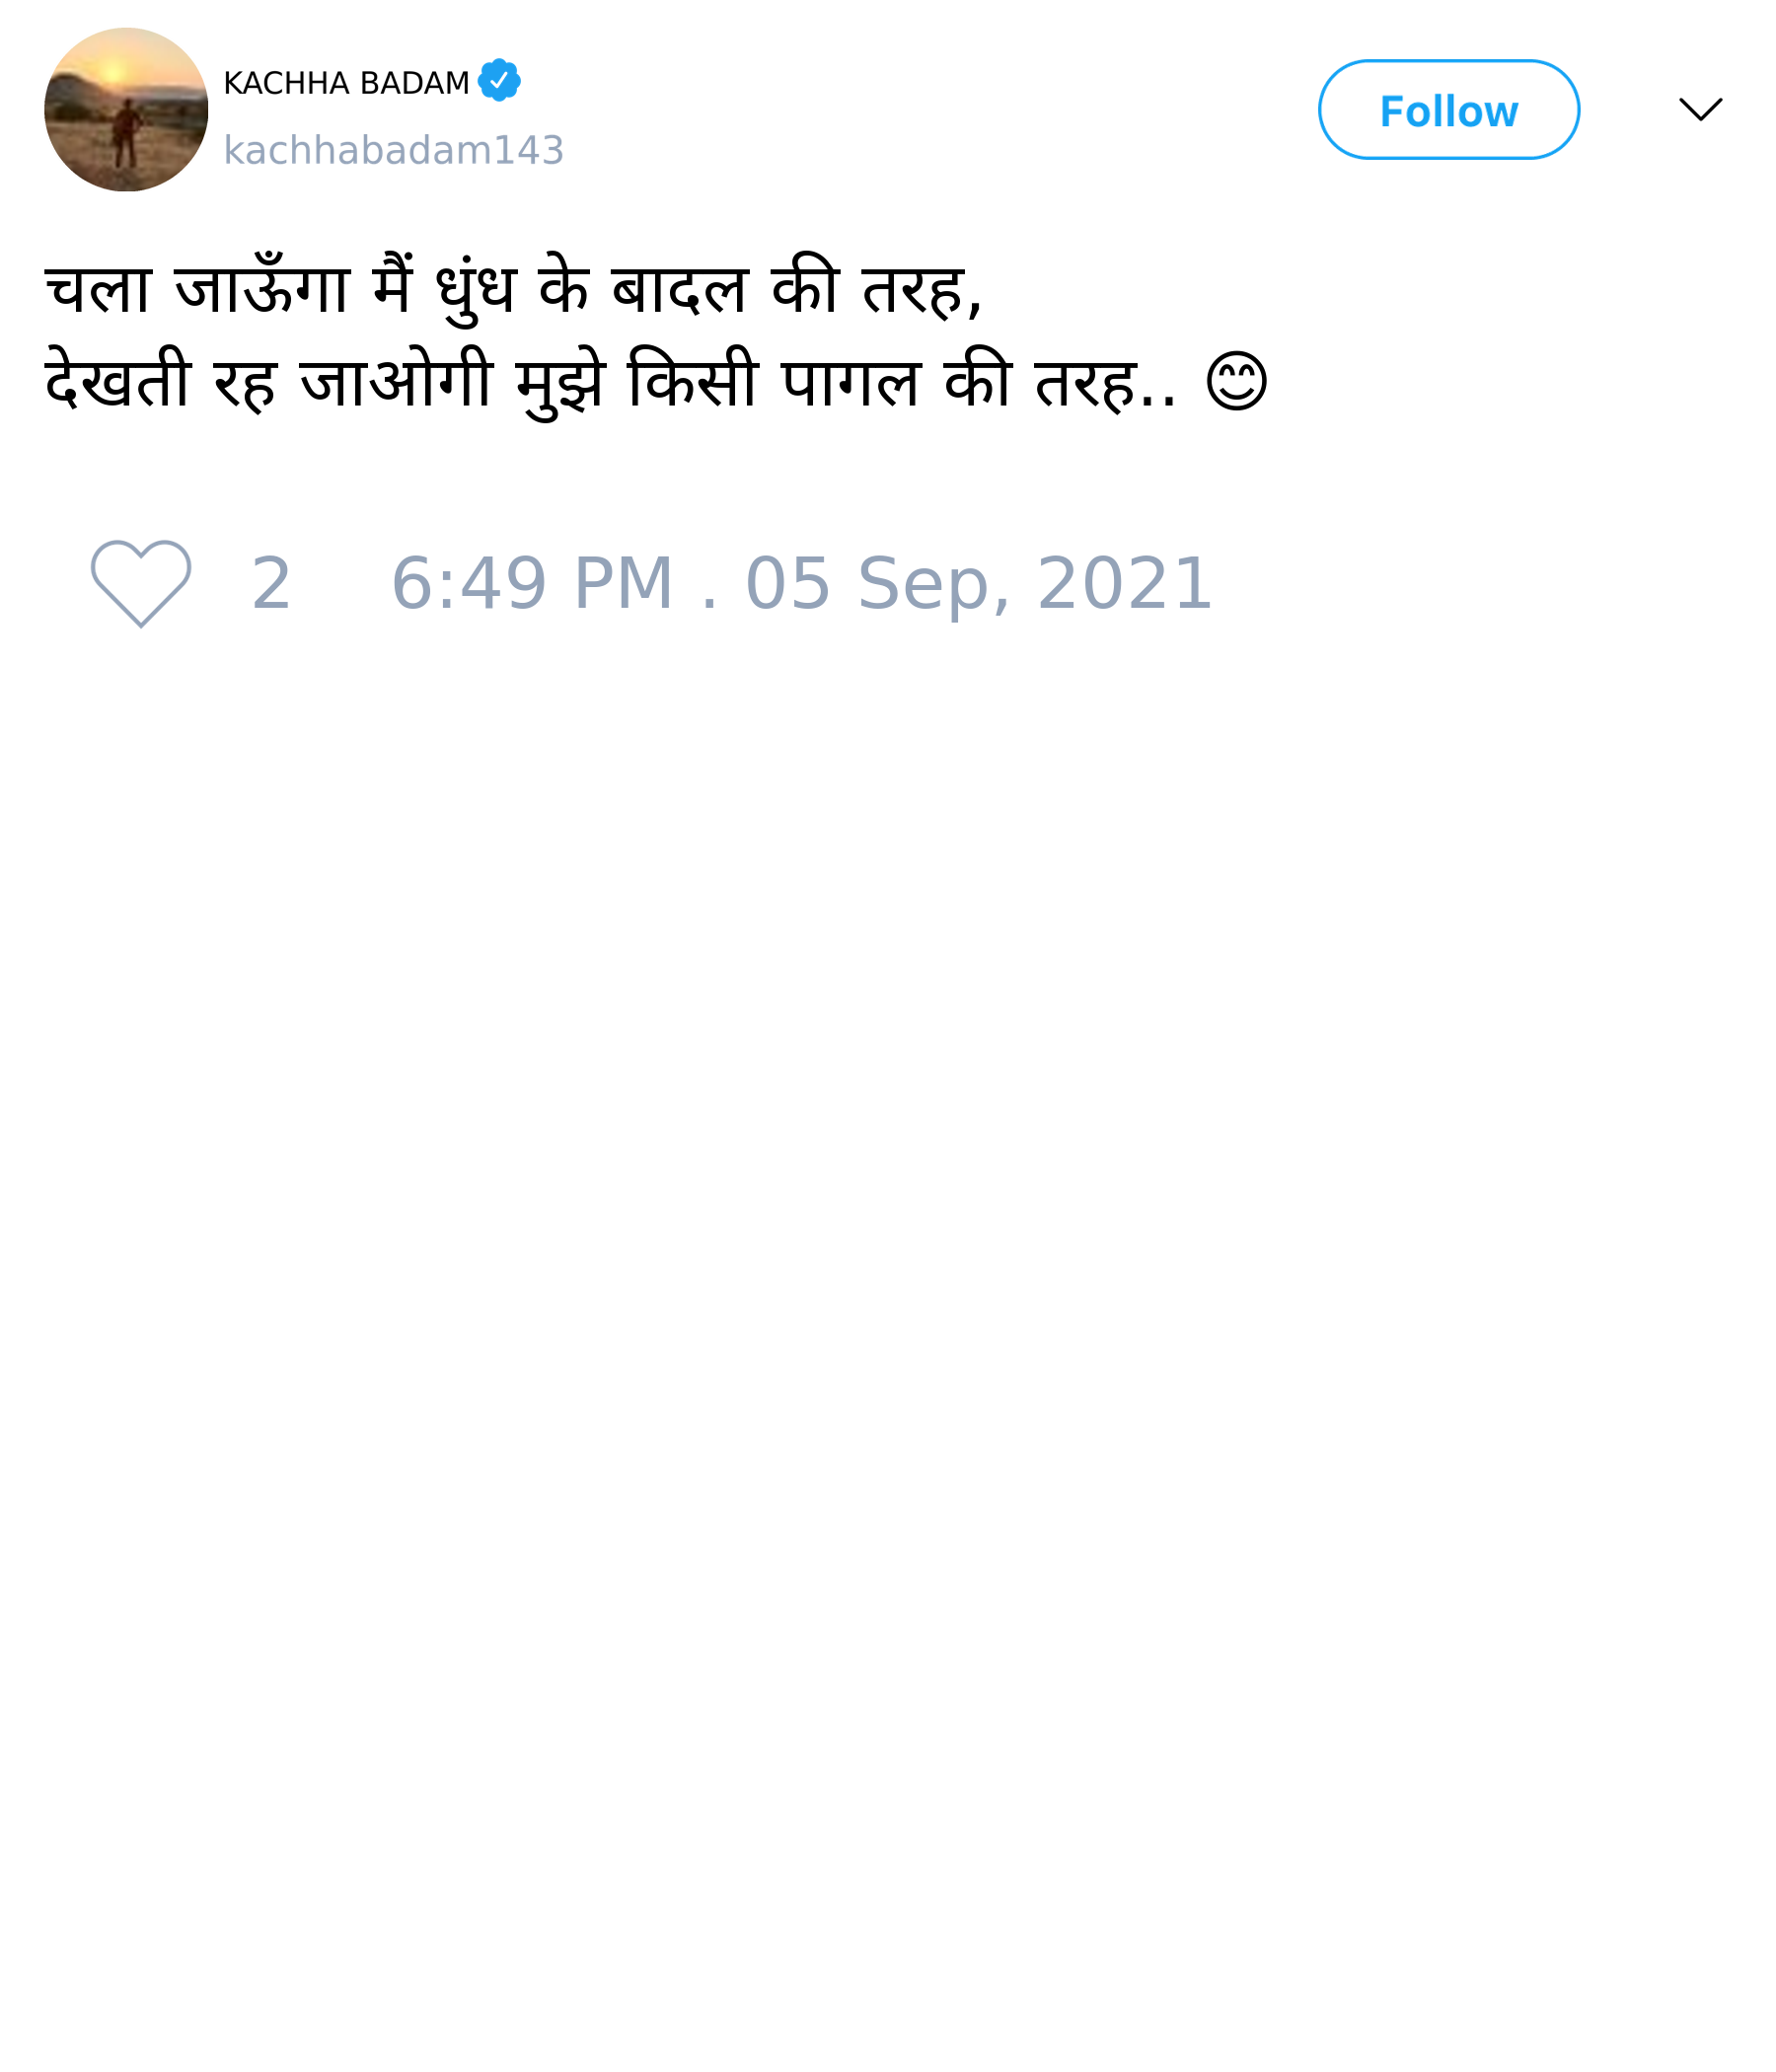 KACHHA BADAM
Follow
kachhabadam143
चला जाऊँगा मैं धुंध के बादल की तरह,
देखती रह जाओगी मुझे किसी पागल की तरह.. 😊
2 6:49 PM . 05 Sep, 2021